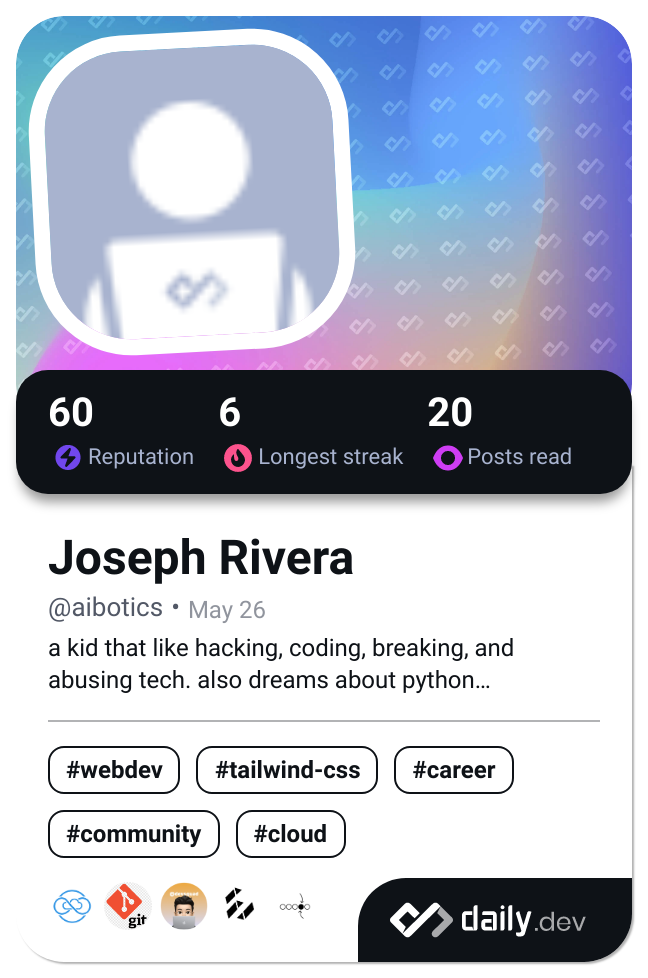 60 6 20
Reputation Longest streak Posts read
Joseph Rivera
@aibotics • May 26
a kid that like hacking, coding, breaking, and
abusing tech. also dreams about python…
#webdev #tailwind-css #career
#community #cloud
git
daily.dev